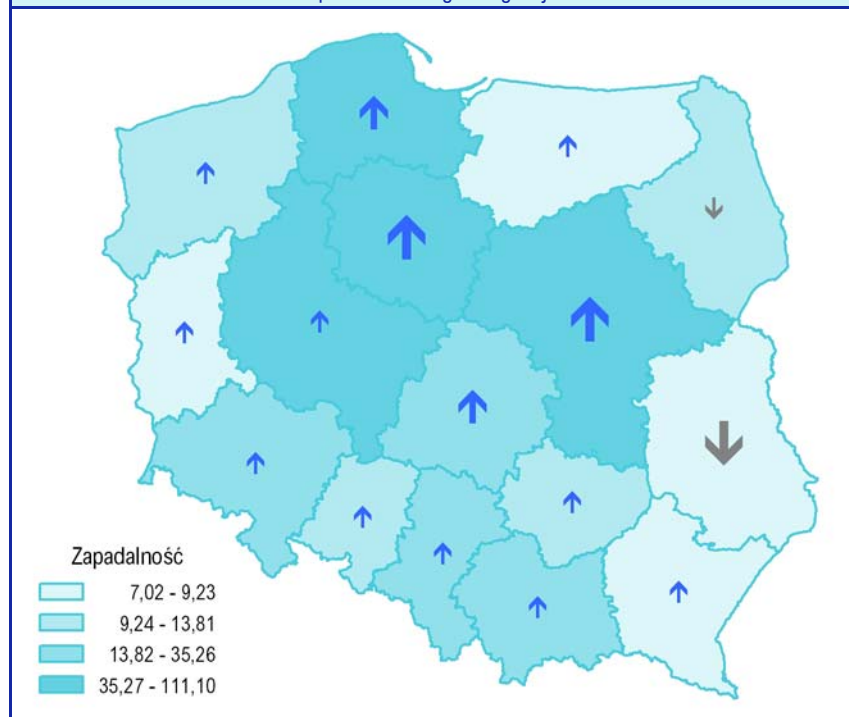 Zapadalność
7,02 - 9,23
9,24 - 13,81
13,82 - 35,26
35,27 - 111,10